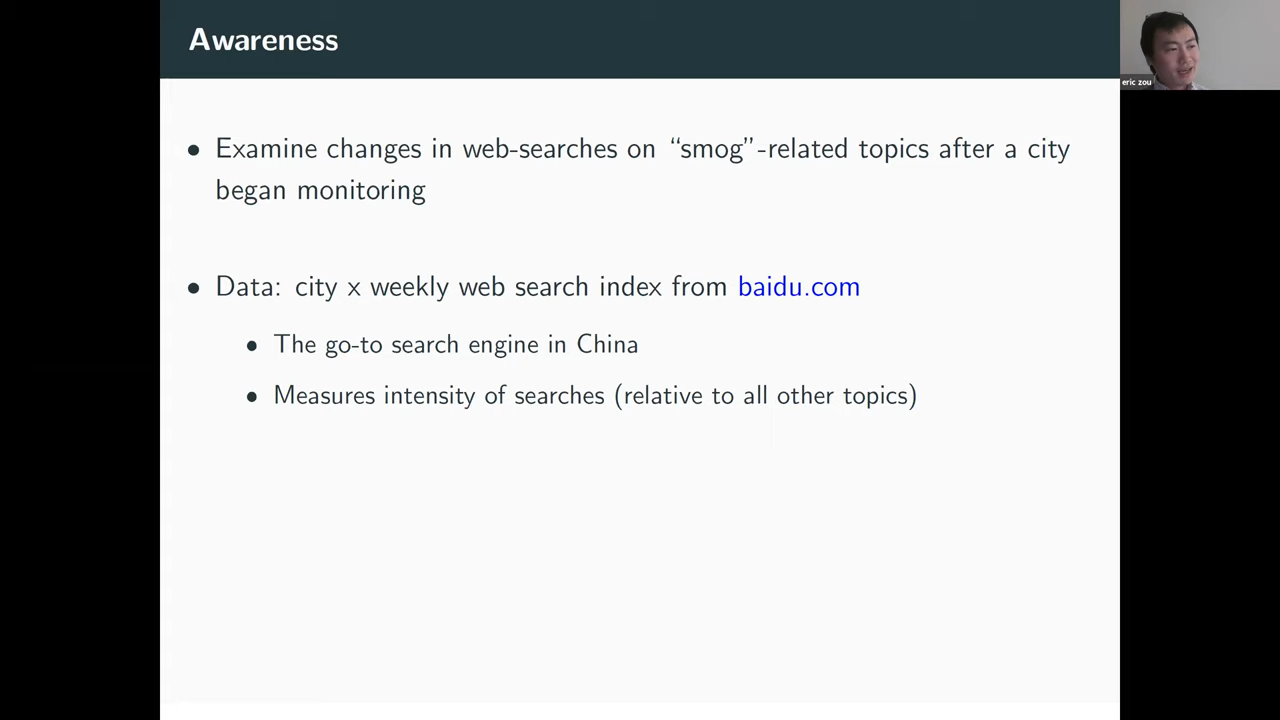 Awareness
eric zou
• Examine changes in web-searches on “smog”-related topics after a city
began monitoring
• Data: city x weekly web search index from baidu.com
• The go-to search engine in China
• Measures intensity of searches (relative to all other topics)